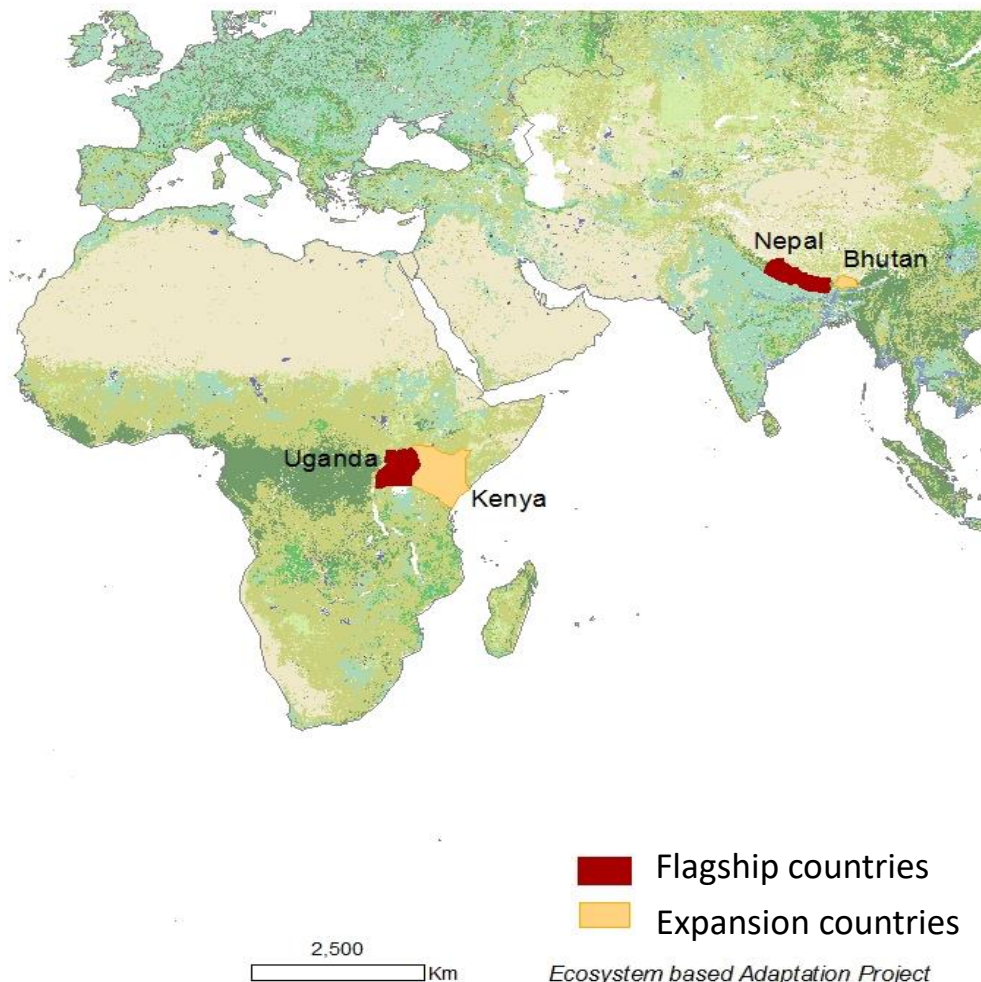 Nepal
Bhutan
Uganda
Kenya
Flagship countries
Expansion countries
2,500
Km
Ecosystem based Adaptation Project